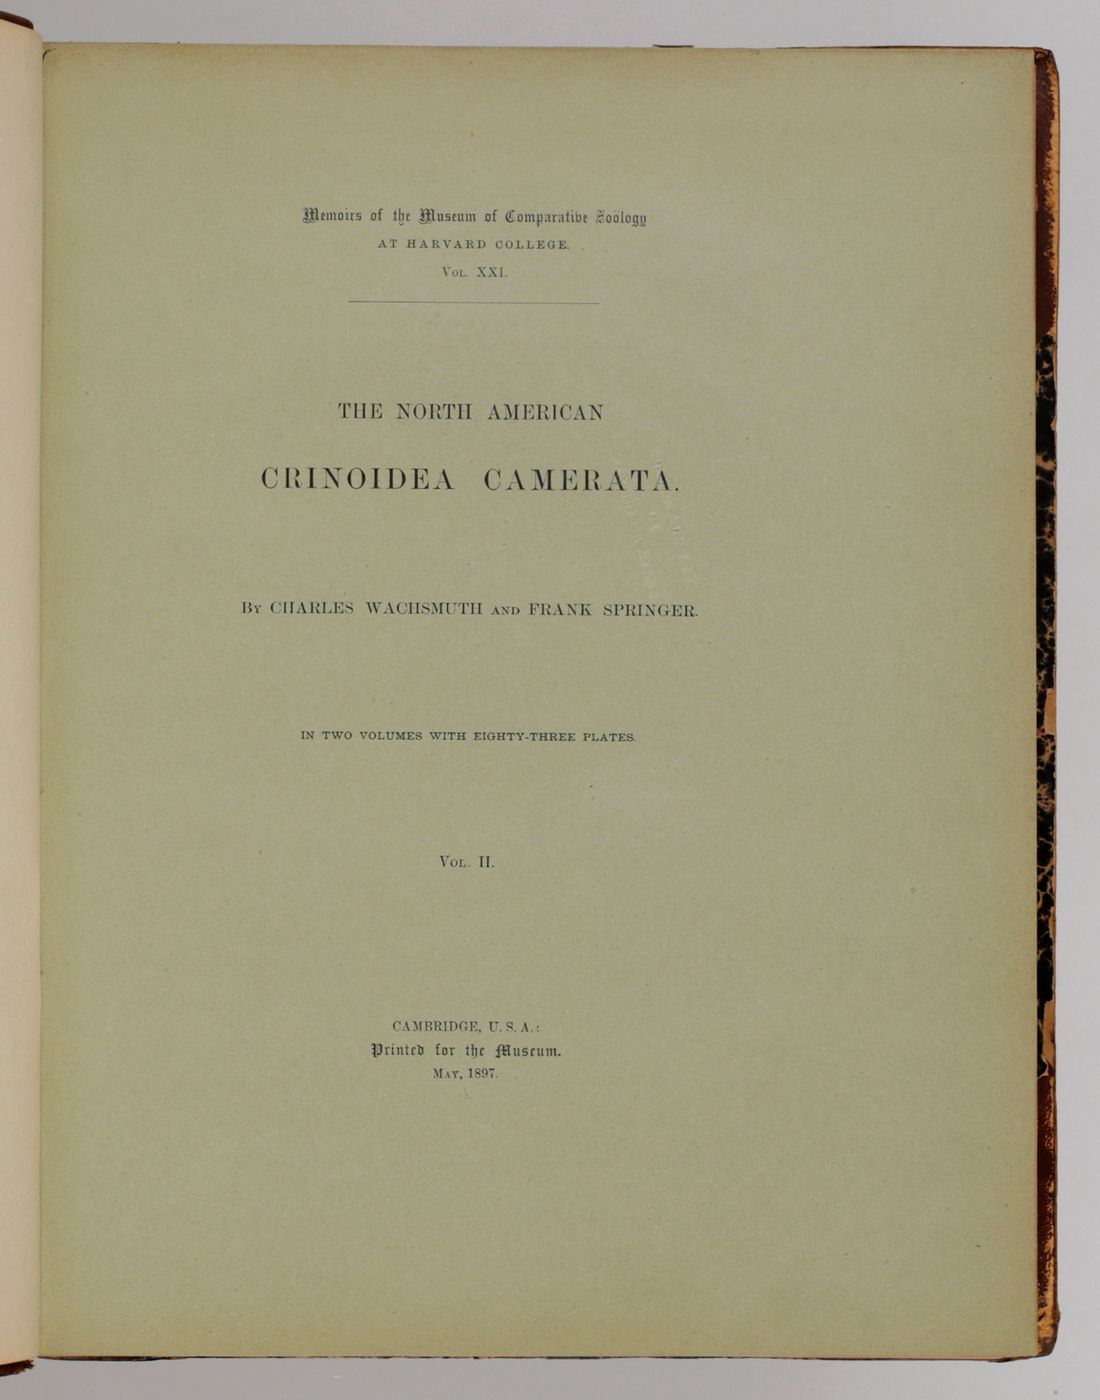 Memoirs of the Museum of Comparative Zoölogy
AT HARVARD COLLEGE.
VOL. XXI.
THE NORTH AMERICAN
CRINOIDEA CAMERATA.
BY CHARLES WACHSMUTH AND FRANK SPRINGER.
IN TWO VOLUMES WITH EIGHTY-THREE PLATES.
VOL. II.
CAMBRIDGE, U. S. A.:
Printed for the Museum.
MAY, 1897.